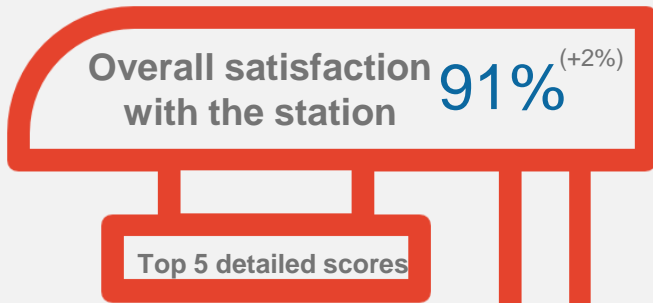 Overall satisfaction
with the station
91%
(+2%)
Top 5 detailed scores